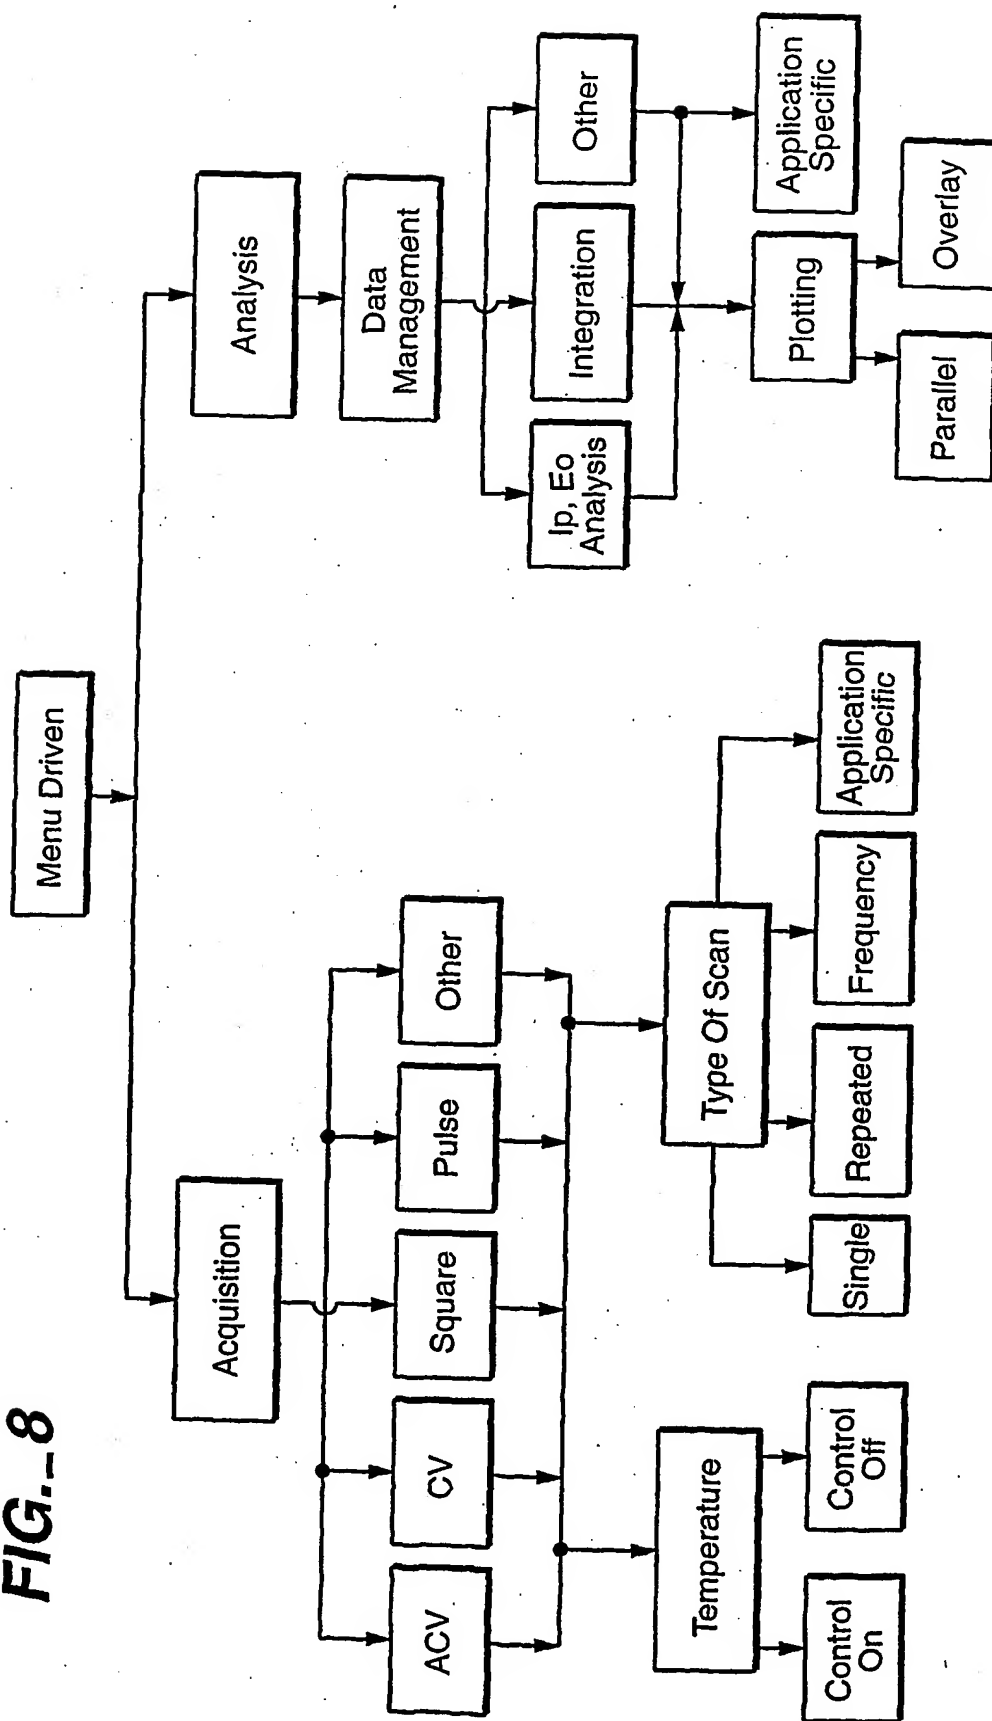 FIG._8
Menu Driven
Acquisition
Analysis
Data
Management
ACV
CV
Square
Pulse
Other
Ip, Eo
Analysis
Integration
Other
Temperature
Type Of Scan
Plotting
Application
Specific
Control
On
Control
Off
Single
Repeated
Frequency
Application
Specific
Parallel
Overlay